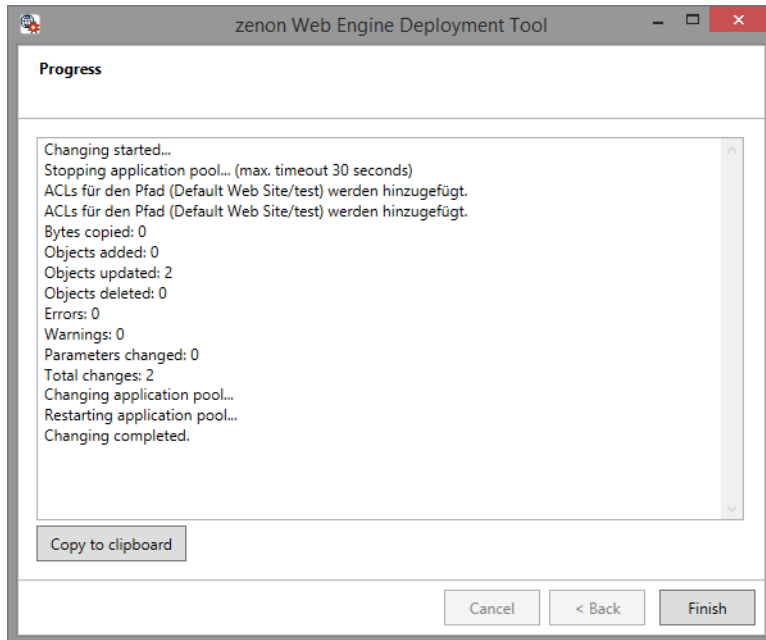 zenon Web Engine Deployment Tool
Progress
Changing started...
Stopping application pool... (max. timeout 30 seconds)
ACLs für den Pfad (Default Web Site/test) werden hinzugefügt.
ACLs für den Pfad (Default Web Site/test) werden hinzugefügt.
Bytes copied: 0
Objects added: 0
Objects updated: 2
Objects deleted: 0
Errors: 0
Warnings: 0
Parameters changed: 0
Total changes: 2
Changing application pool...
Restarting application pool...
Changing completed.
Copy to clipboard
Cancel
< Back
Finish